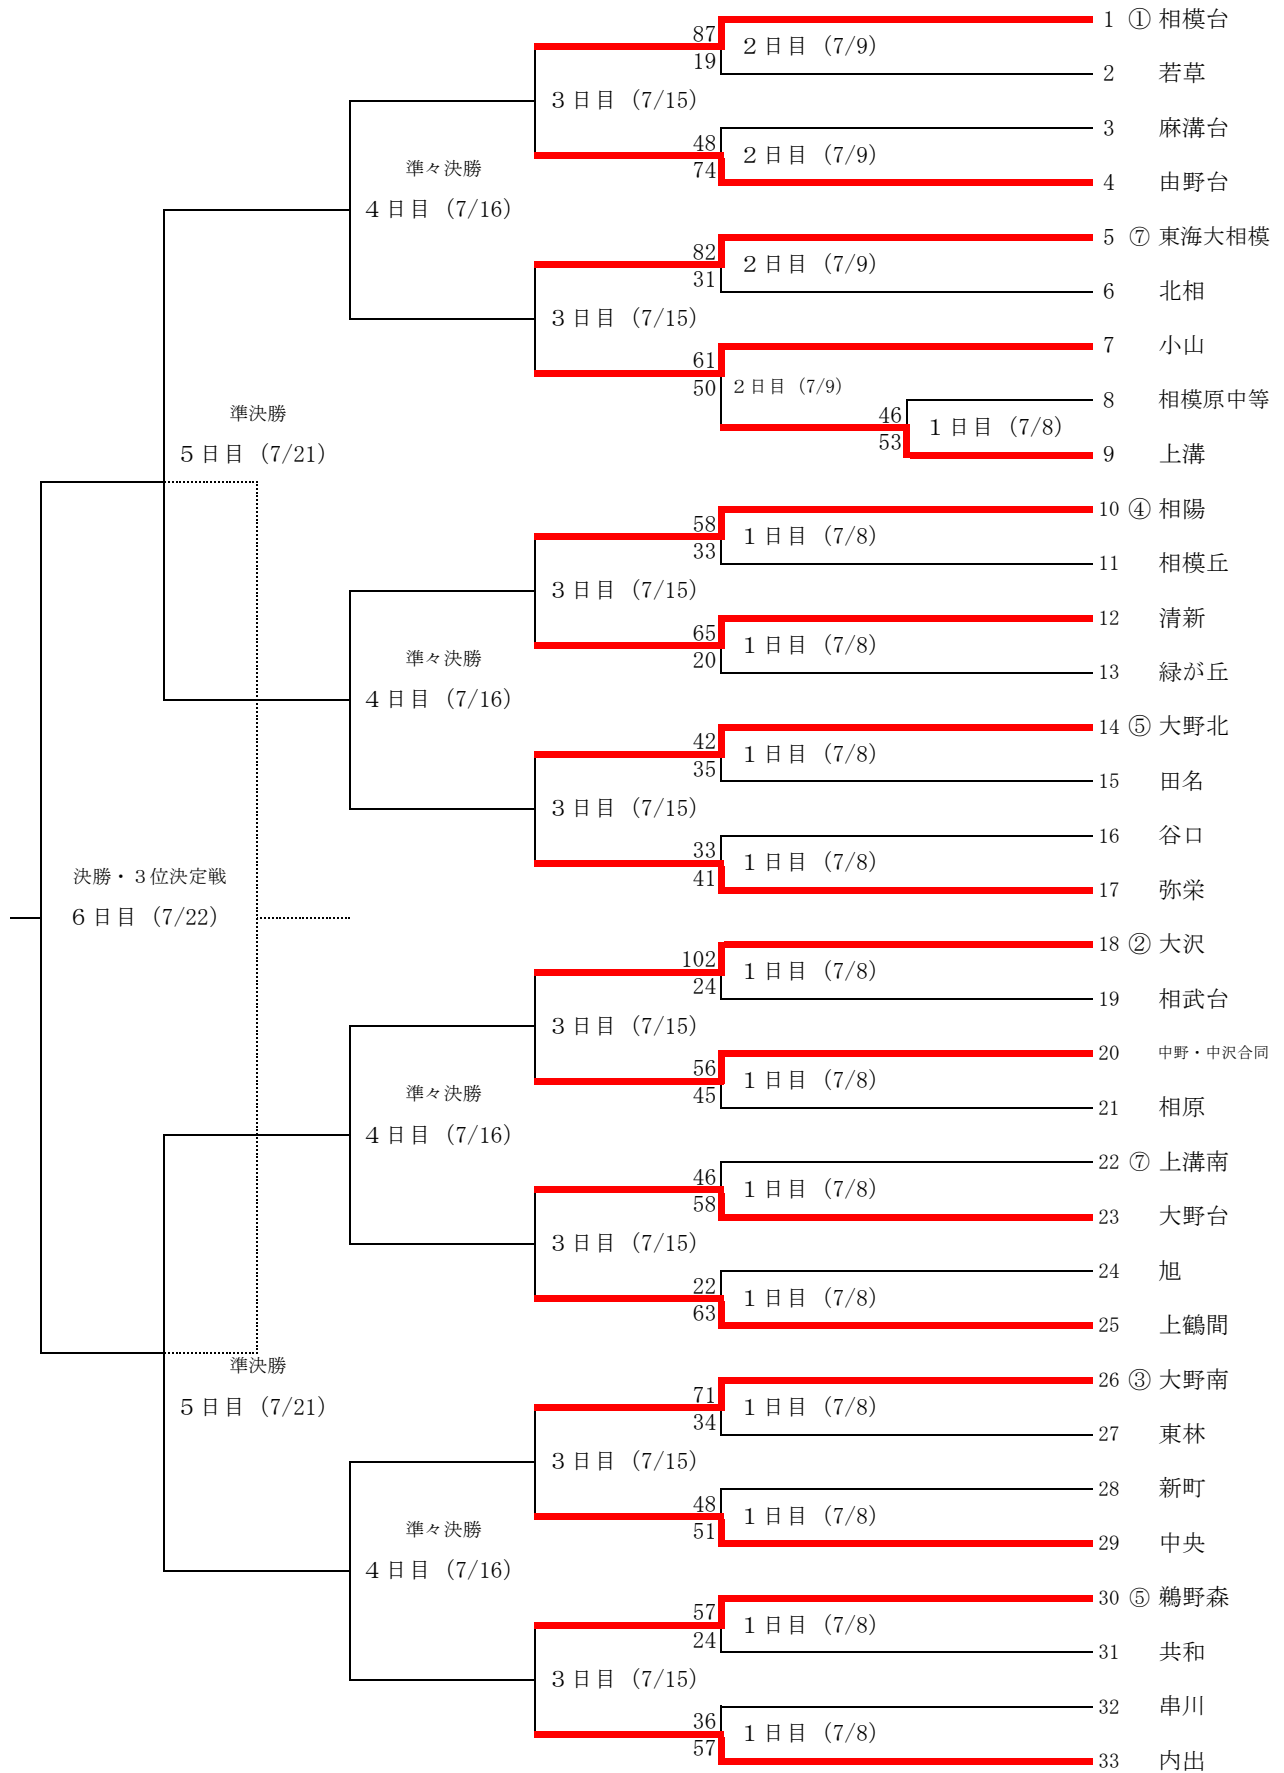 1 ① 相模台
87
2日目 (7/9)
19
2 若草
3日目 (7/15)
3 麻溝台
48
2日目 (7/9)
74
4 由野台
準々決勝
4日目 (7/16)
5 ⑦ 東海大相模
82
2日目 (7/9)
31
6 北相
3日目 (7/15)
7 小山
61
50
2日目 (7/9)
8 相模原中等
46
1日目 (7/8)
53
9 上溝
準決勝
5日目 (7/21)
10 ④ 相陽
58
1日目 (7/8)
33
11 相模丘
3日目 (7/15)
12 清新
65
1日目 (7/8)
20
13 緑が丘
準々決勝
4日目 (7/16)
14 ⑤ 大野北
42
1日目 (7/8)
35
15 田名
3日目 (7/15)
16 谷口
33
1日目 (7/8)
41
17 弥栄
決勝・3位決定戦
6日目 (7/22)
18 ② 大沢
102
1日目 (7/8)
24
19 相武台
3日目 (7/15)
20 中野・中沢合同
56
1日目 (7/8)
45
21 相原
準々決勝
4日目 (7/16)
22 ⑦ 上溝南
46
1日目 (7/8)
58
23 大野台
3日目 (7/15)
24 旭
22
1日目 (7/8)
63
25 上鶴間
準決勝
5日目 (7/21)
26 ③ 大野南
71
1日目 (7/8)
34
27 東林
3日目 (7/15)
28 新町
48
1日目 (7/8)
51
29 中央
準々決勝
4日目 (7/16)
30 ⑤ 鵜野森
57
1日目 (7/8)
24
31 共和
3日目 (7/15)
32 串川
36
1日目 (7/8)
57
33 内出